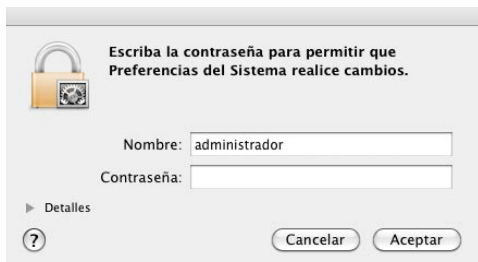 Escriba la contraseña para permitir que
Preferencias del Sistema realice cambios.
Nombre: administrador
Contraseña:
Detalles
? Cancelar Aceptar